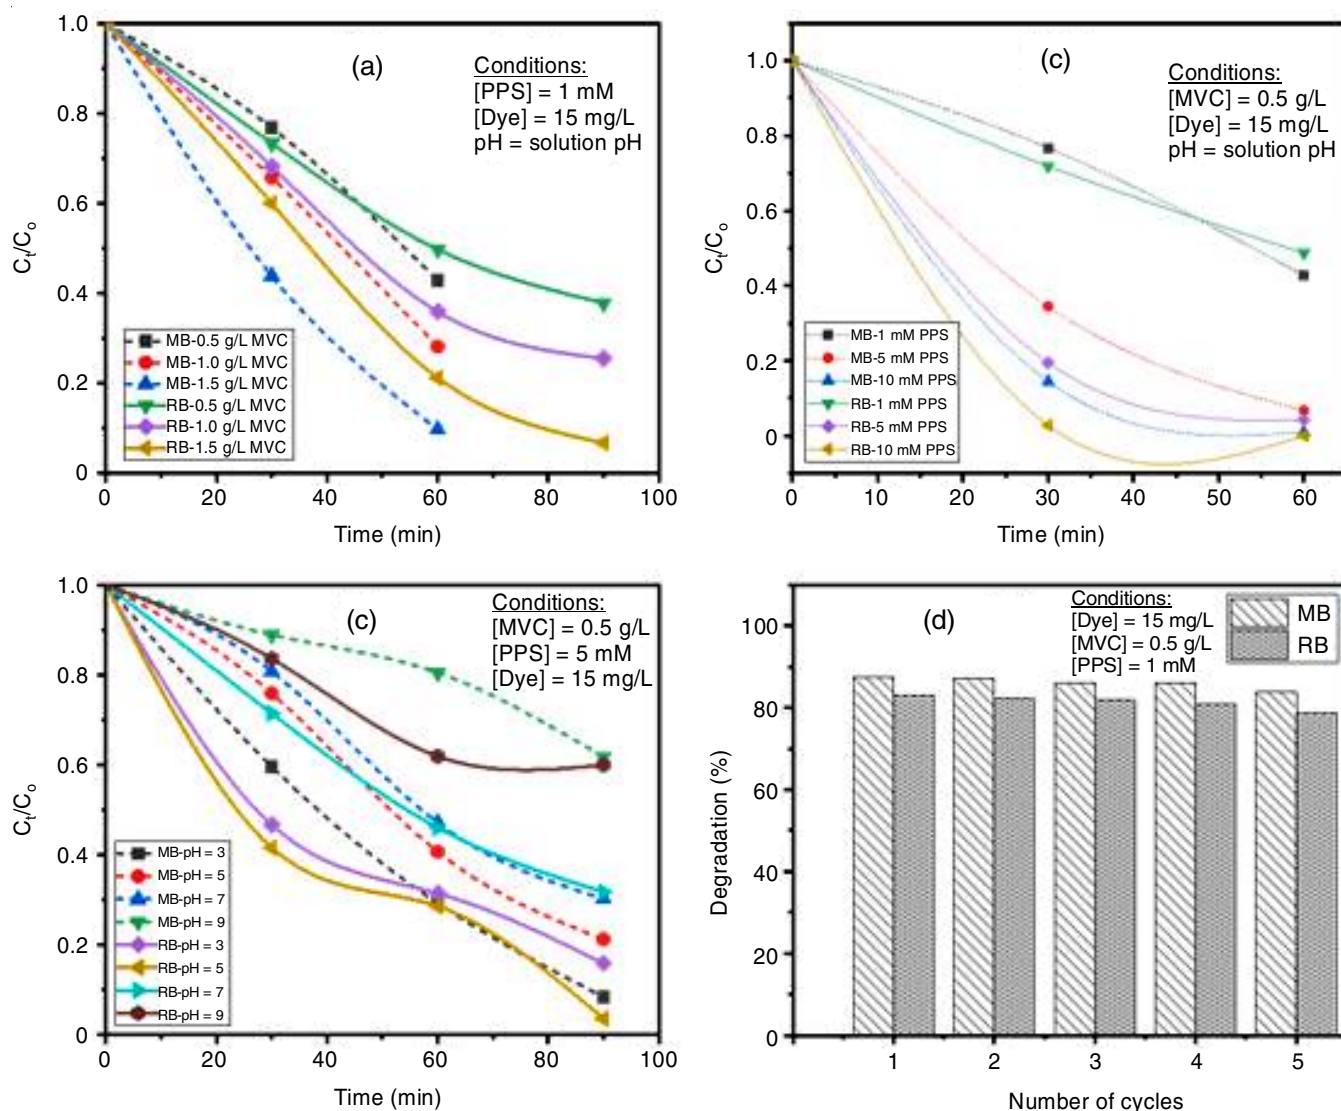 (a)
Conditions:
[PPS] = 1 mM
[Dye] = 15 mg/L
pH = solution pH
1.0
0.8
0.6
0.4
0.2
0
Ct/Co
MB-0.5 g/L MVC
MB-1.0 g/L MVC
MB-1.5 g/L MVC
RB-0.5 g/L MVC
RB-1.0 g/L MVC
RB-1.5 g/L MVC
0 20 40 60 80 100
Time (min)
(c)
Conditions:
[MVC] = 0.5 g/L
[Dye] = 15 mg/L
pH = solution pH
1.0
0.8
0.6
0.4
0.2
0
Ct/Co
MB-1 mM PPS
MB-5 mM PPS
MB-10 mM PPS
RB-1 mM PPS
RB-5 mM PPS
RB-10 mM PPS
0 10 20 30 40 50 60
Time (min)
(c)
Conditions:
[MVC] = 0.5 g/L
[PPS] = 5 mM
[Dye] = 15 mg/L
1.0
0.8
0.6
0.4
0.2
0
Ct/Co
MB-pH = 3
MB-pH = 5
MB-pH = 7
MB-pH = 9
RB-pH = 3
RB-pH = 5
RB-pH = 7
RB-pH = 9
0 20 40 60 80 100
Time (min)
(d)
Conditions:
[Dye] = 15 mg/L
[MVC] = 0.5 g/L
[PPS] = 1 mM
MB
RB
100
80
60
40
20
0
Degradation (%)
1 2 3 4 5
Number of cycles